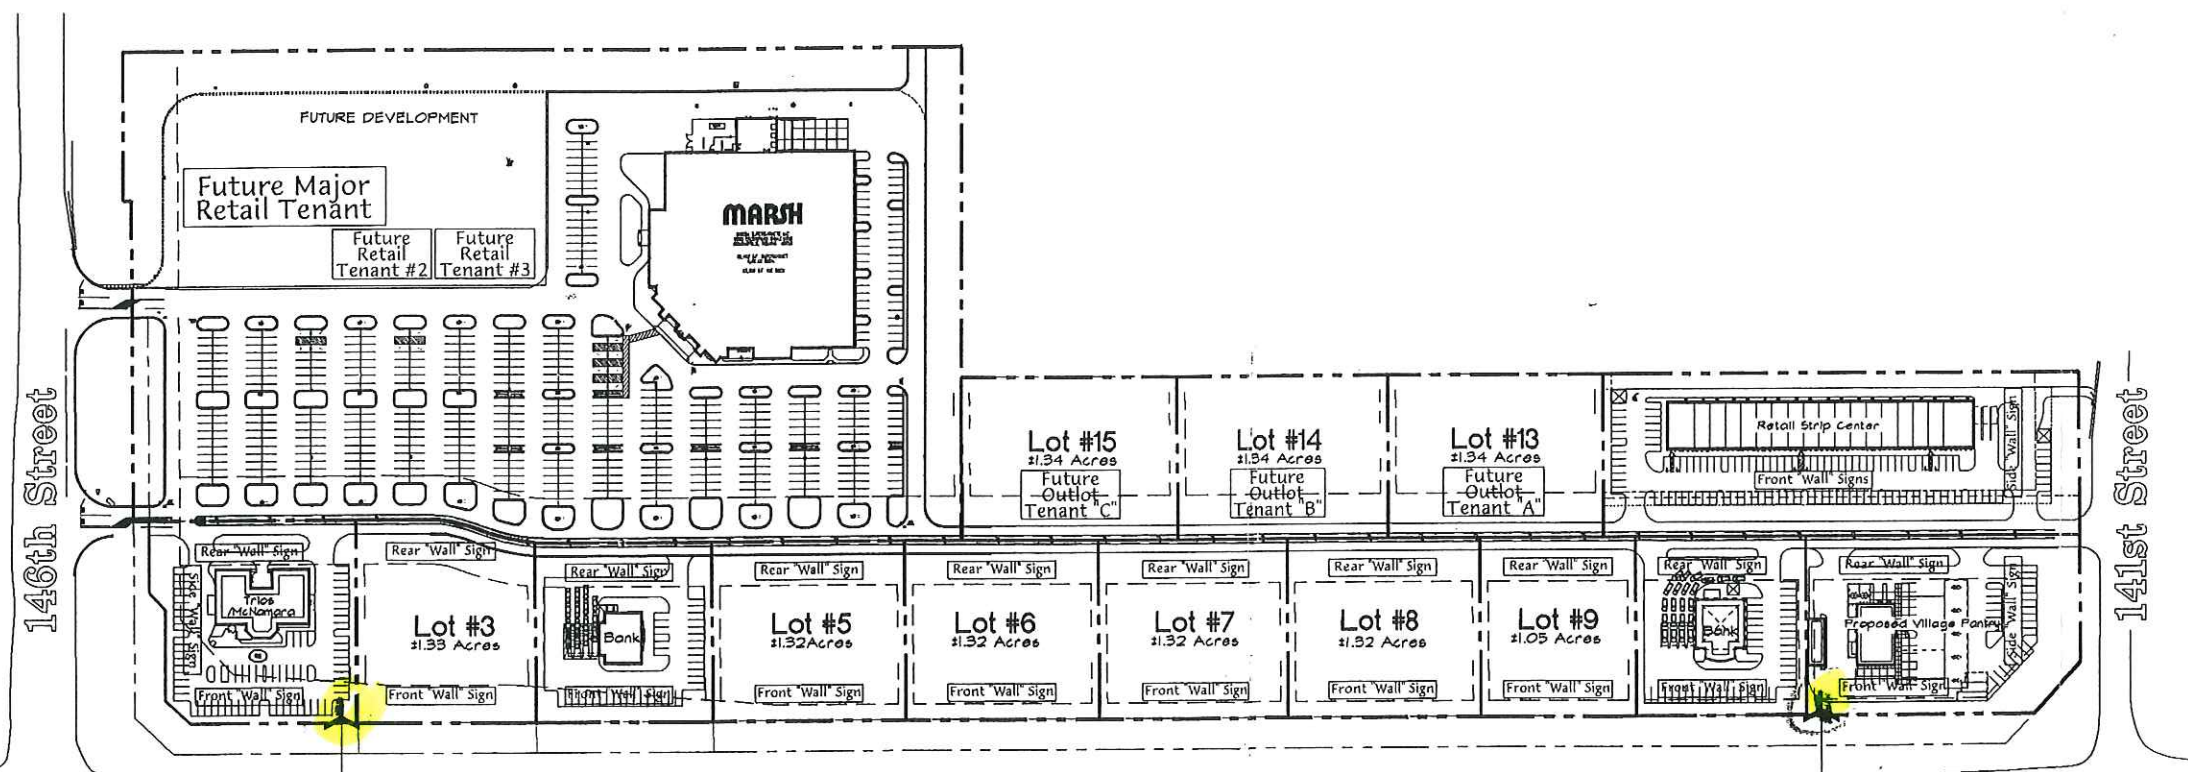 FUTURE DEVELOPMENT
Future Major
Retail Tenant
Future
Retail
Tenant #2
Future
Retail
Tenant #3
MARSH
146th Street
141st Street
Lot #15
±1.34 Acres
Future
Outlot
Tenant "C"
Lot #14
±1.34 Acres
Future
Outlot
Tenant "B"
Lot #13
±1.34 Acres
Future
Outlot
Tenant "A"
Retail Strip Center
Front "Wall" Signs
Side "Wall" Sign
Rear "Wall" Sign
Trios
/McNamara
Side "Wall" Sign
Front "Wall" Sign
Rear "Wall" Sign
Lot #3
±1.33 Acres
Front "Wall" Sign
Rear "Wall" Sign
Bank
Front "Wall" Sign
Rear "Wall" Sign
Lot #5
±1.32Acres
Front "Wall" Sign
Rear "Wall" Sign
Lot #6
±1.32 Acres
Front "Wall" Sign
Rear "Wall" Sign
Lot #7
±1.32 Acres
Front "Wall" Sign
Rear "Wall" Sign
Lot #8
±1.32 Acres
Front "Wall" Sign
Rear "Wall" Sign
Lot #9
±1.05 Acres
Front "Wall" Sign
Rear "Wall" Sign
Bank
Front "Wall" Sign
Rear "Wall" Sign
Proposed Village Pantry
Side "Wall" Sign
Front "Wall" Sign